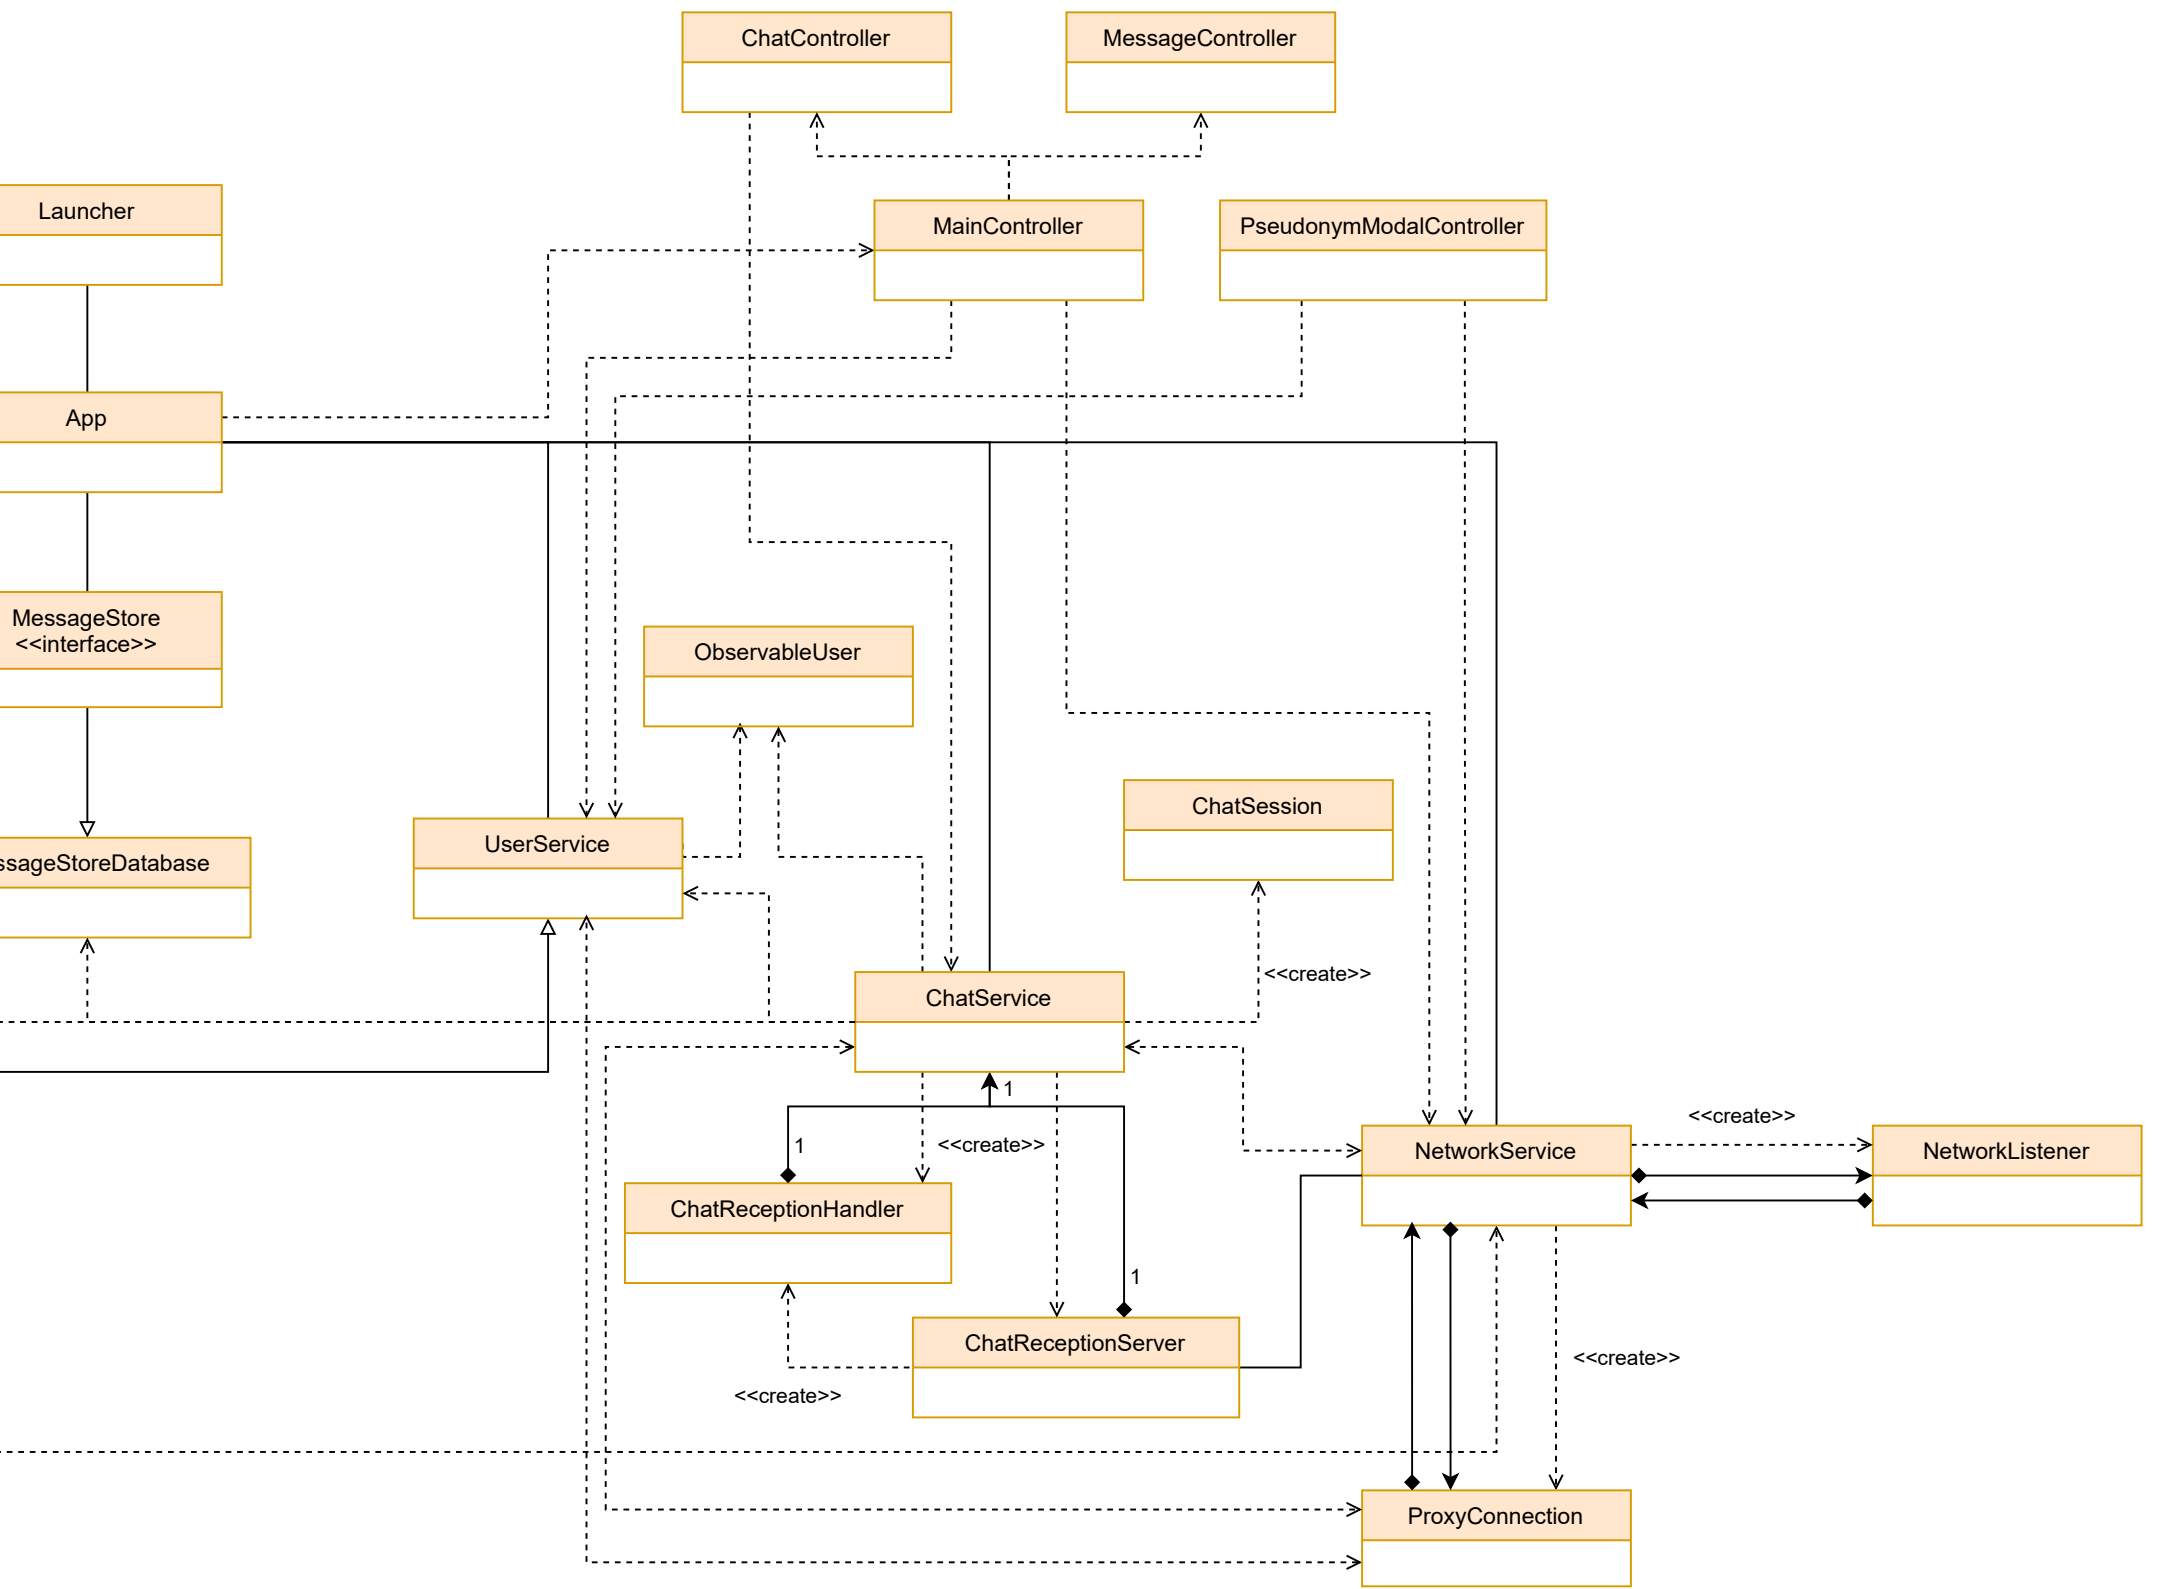 ChatController
MessageController
Launcher
MainController
PseudonymModalController
App
MessageStore
<<interface>>
ObservableUser
ChatSession
UserService
ssageStoreDatabase
<<create>>
ChatService
1
<<create>>
1
<<create>>
NetworkService
NetworkListener
ChatReceptionHandler
1
ChatReceptionServer
<<create>>
<<create>>
ProxyConnection